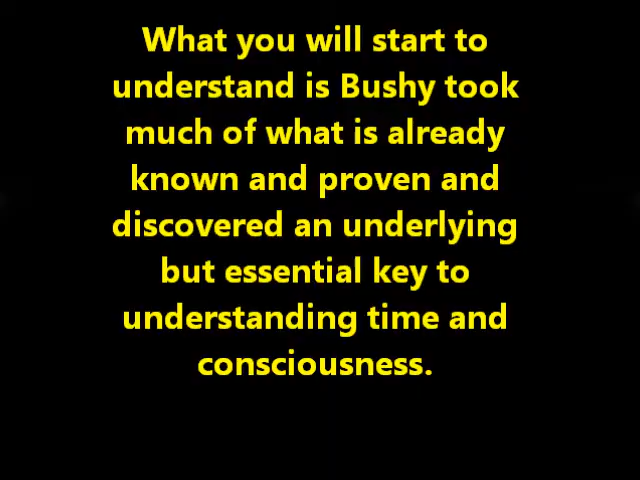 What you will start to
understand is Bushy took
much of what is already
known and proven and
discovered an underlying
but essential key to
understanding time and
consciousness.